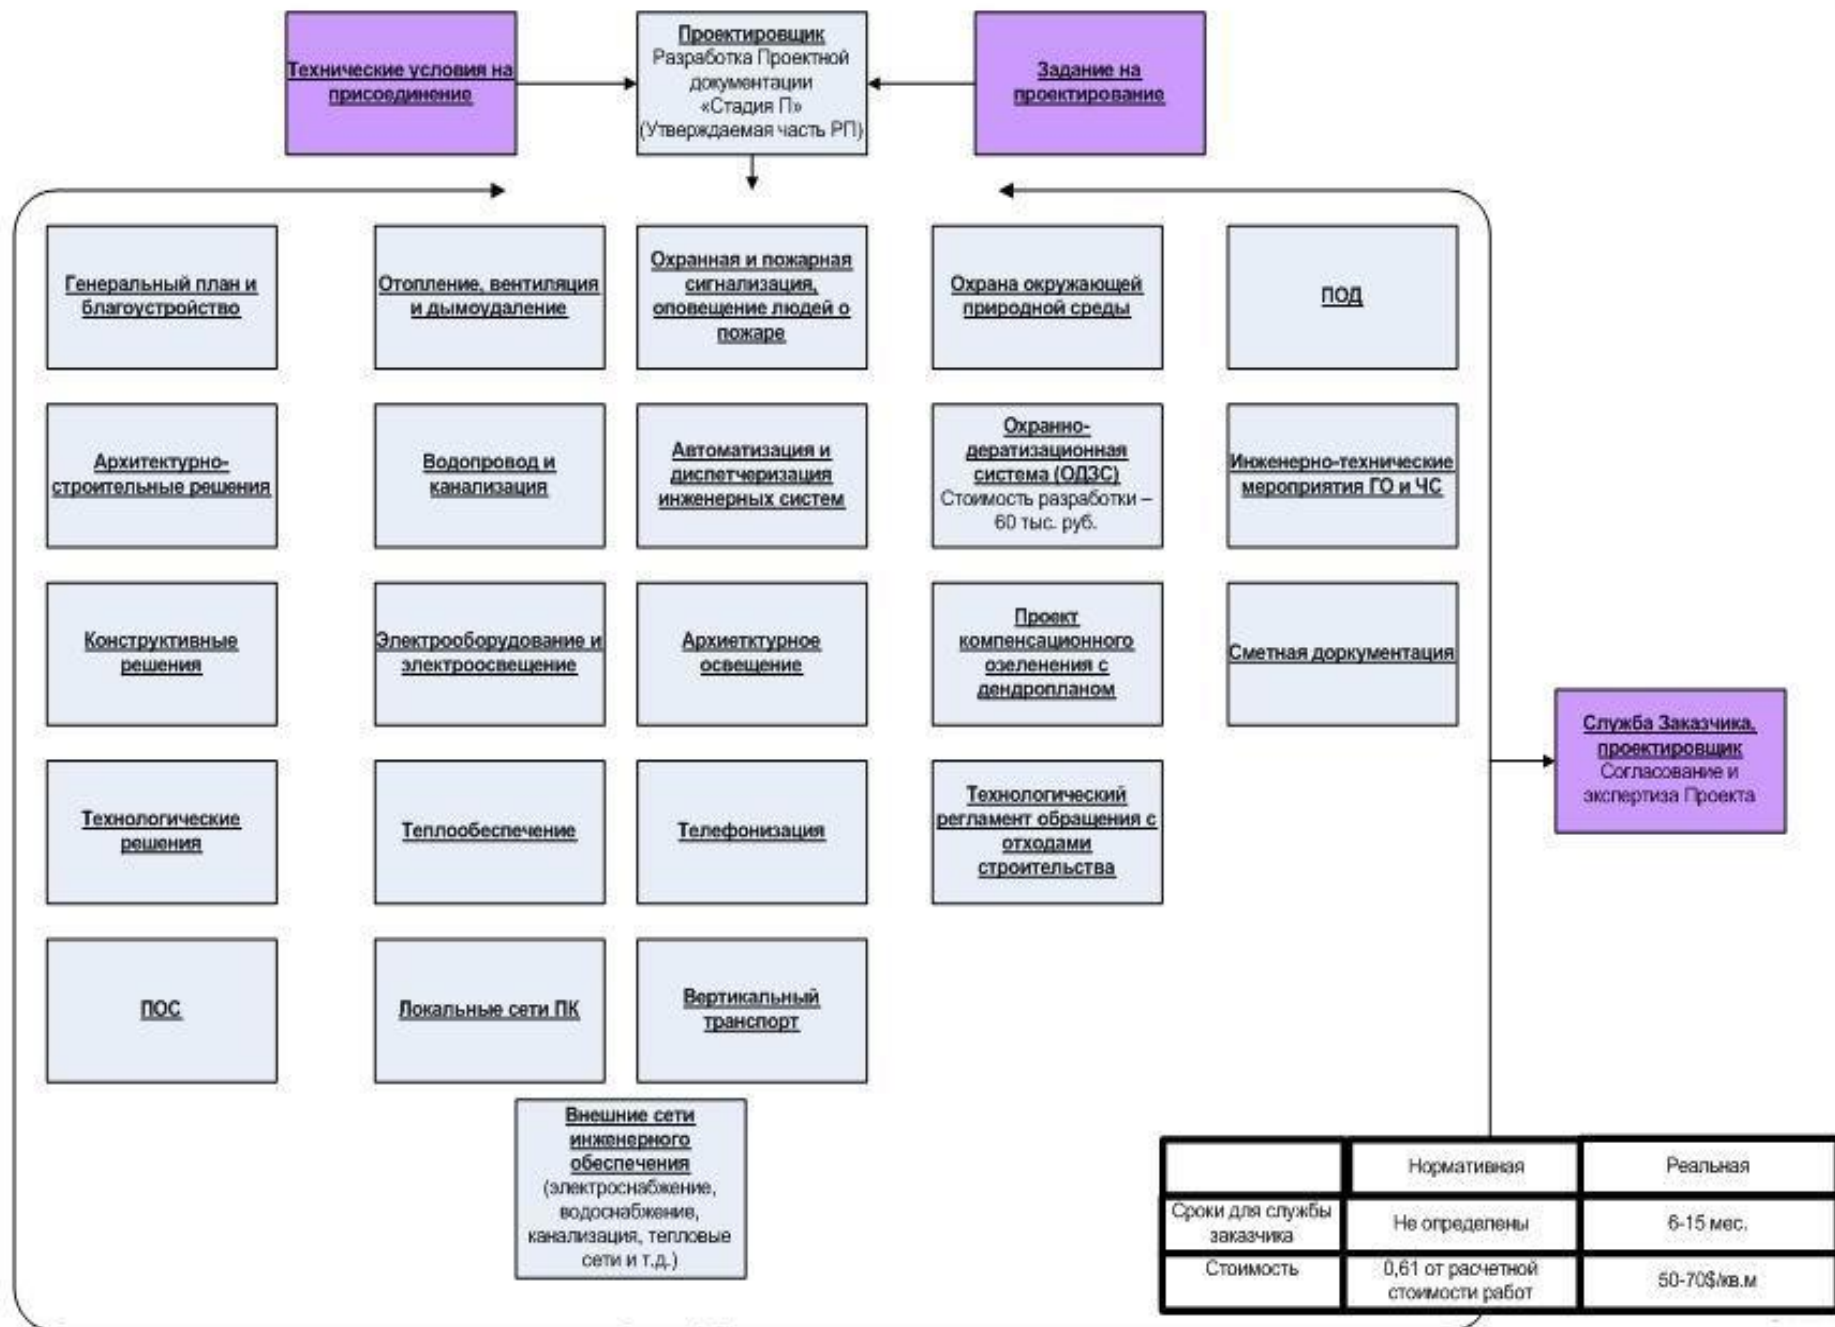 Технические условия на
присоединение
Проектировщик
Разработка Проектной
документации
«Стадия П»
(Утверждаемая часть РП)
Задание на
проектирование
Генеральный план и
благоустройство
Отопление, вентиляция
и дымоудаление
Охранная и пожарная
сигнализация,
оповещение людей о
пожаре
Охрана окружающей
природной среды
ПОД
Архитектурно-
строительные решения
Водопровод и
канализация
Автоматизация и
диспетчеризация
инженерных систем
Охранно-
дератизационная
система (ОДЗС)
Стоимость разработки –
60 тыс. руб.
Инженерно-технические
мероприятия ГО и ЧС
Конструктивные
решения
Электрооборудование и
электроосвещение
Архиетктурное
освещение
Проект
компенсационного
озеленения с
дендропланом
Сметная доркументация
Служба Заказчика,
проектировщик
Согласование и
экспертиза Проекта
Технологические
решения
Теплообеспечение
Телефонизация
Технологический
регламент обращения с
отходами
строительства
ПОС
Локальные сети ПК
Вертикальный
транспорт
Внешние сети
инженерного
обеспечения
(электроснабжение,
водоснабжение,
канализация, тепловые
сети и т.д.)
Нормативная
Реальная
Сроки для службы
заказчика
Не определены
6-15 мес.
Стоимость
0,61 от расчетной
стоимости работ
50-70$/кв.м